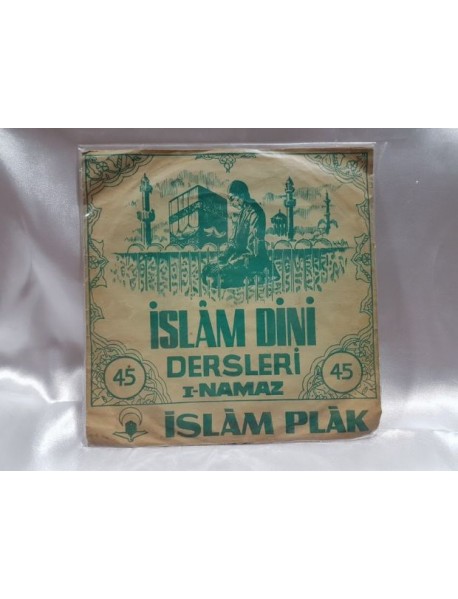 İSLÂM DİNİ
DERSLERİ
I-NAMAZ
45
45
İSLÂM PLÂK